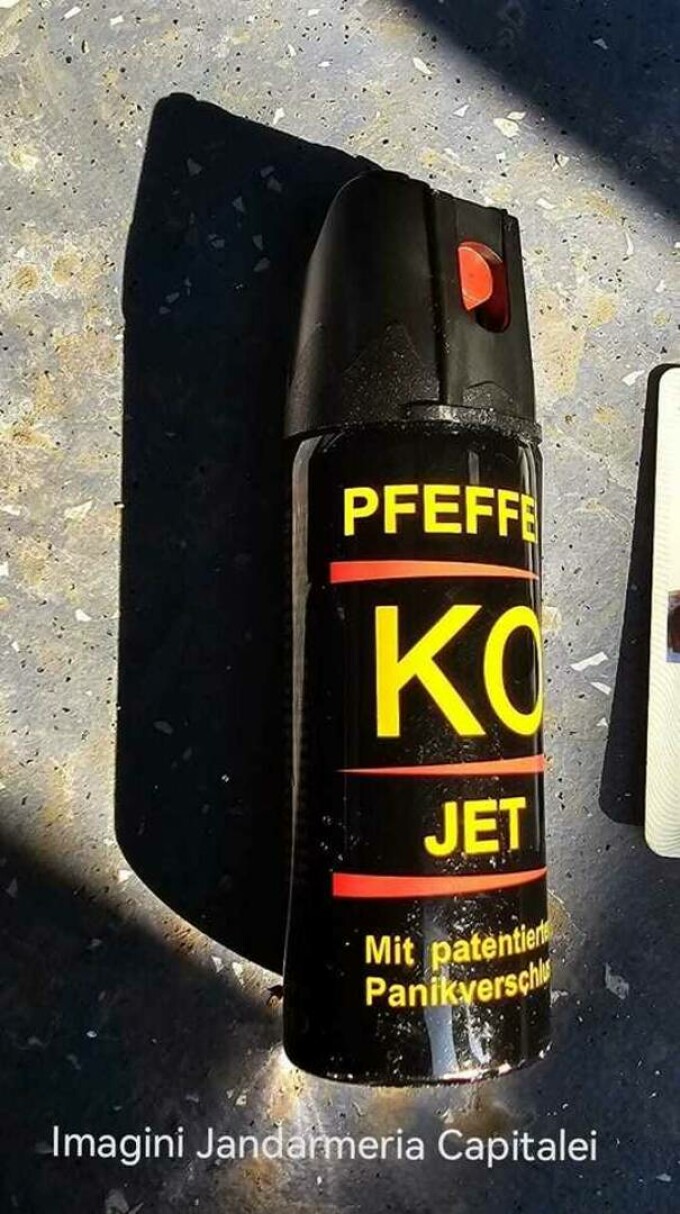 PFEFFE
KO
JET
Mit patentierte
Panikverschlu
Imagini Jandarmeria Capitalei